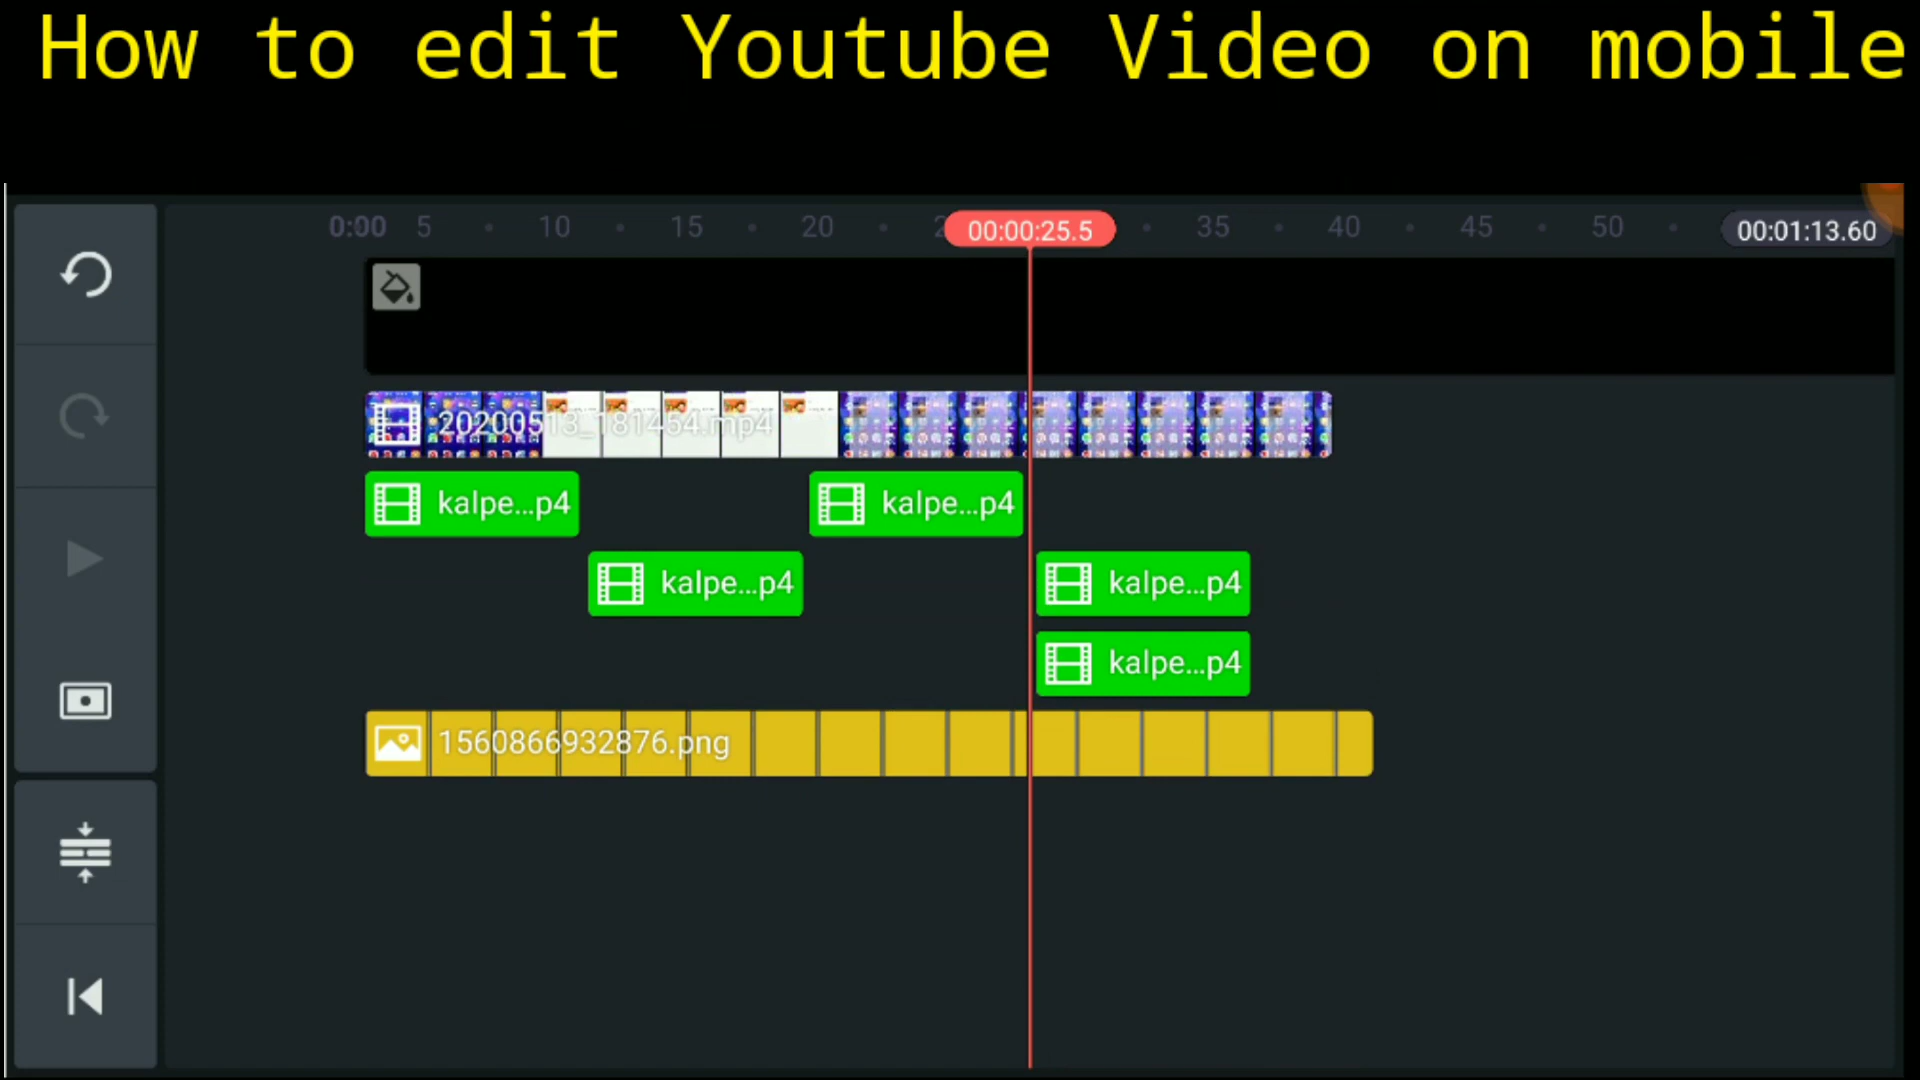 How to edit Youtube Video on mobile
0:00 5 10 15 20 00:00:25.5 35 40 45 50 00:01:13.60
20200513_181454.mp4
kalpe...p4 kalpe...p4
kalpe...p4 kalpe...p4
kalpe...p4
1560866932876.png